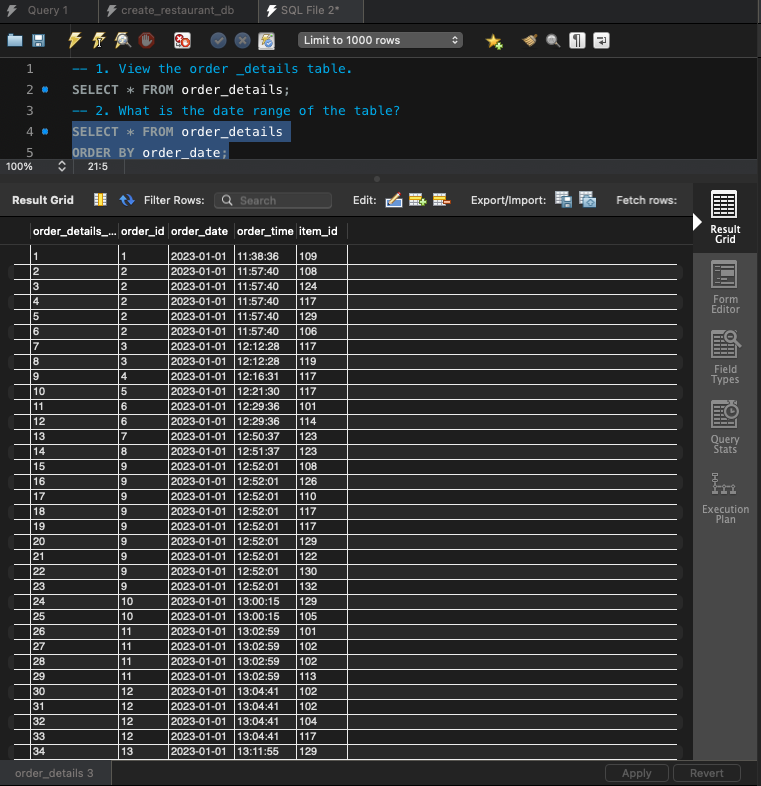 Query 1 create_restaurant_db SQL File 2*
Limit to 1000 rows
1 -- 1. View the order _details table.
2 SELECT * FROM order_details;
3 -- 2. What is the date range of the table?
4 SELECT * FROM order_details
5 ORDER BY order_date;
100% 21:5
Result Grid Filter Rows: Search Edit: Export/Import: Fetch rows:
order_details_... order_id order_date order_time item_id
1 1 2023-01-01 11:38:36 109
2 2 2023-01-01 11:57:40 108
3 2 2023-01-01 11:57:40 124
4 2 2023-01-01 11:57:40 117
5 2 2023-01-01 11:57:40 129
6 2 2023-01-01 11:57:40 106
7 3 2023-01-01 12:12:28 117
8 3 2023-01-01 12:12:28 119
9 4 2023-01-01 12:16:31 117
10 5 2023-01-01 12:21:30 117
11 6 2023-01-01 12:29:36 101
12 6 2023-01-01 12:29:36 114
13 7 2023-01-01 12:50:37 123
14 8 2023-01-01 12:51:37 123
15 9 2023-01-01 12:52:01 108
16 9 2023-01-01 12:52:01 126
17 9 2023-01-01 12:52:01 110
18 9 2023-01-01 12:52:01 117
19 9 2023-01-01 12:52:01 117
20 9 2023-01-01 12:52:01 129
21 9 2023-01-01 12:52:01 122
22 9 2023-01-01 12:52:01 130
23 9 2023-01-01 12:52:01 132
24 10 2023-01-01 13:00:15 129
25 10 2023-01-01 13:00:15 105
26 11 2023-01-01 13:02:59 101
27 11 2023-01-01 13:02:59 102
28 11 2023-01-01 13:02:59 102
29 11 2023-01-01 13:02:59 113
30 12 2023-01-01 13:04:41 102
31 12 2023-01-01 13:04:41 102
32 12 2023-01-01 13:04:41 104
33 12 2023-01-01 13:04:41 117
34 13 2023-01-01 13:11:55 129
Result
Grid
Form
Editor
Field
Types
Query
Stats
Execution
Plan
order_details 3 Apply Revert